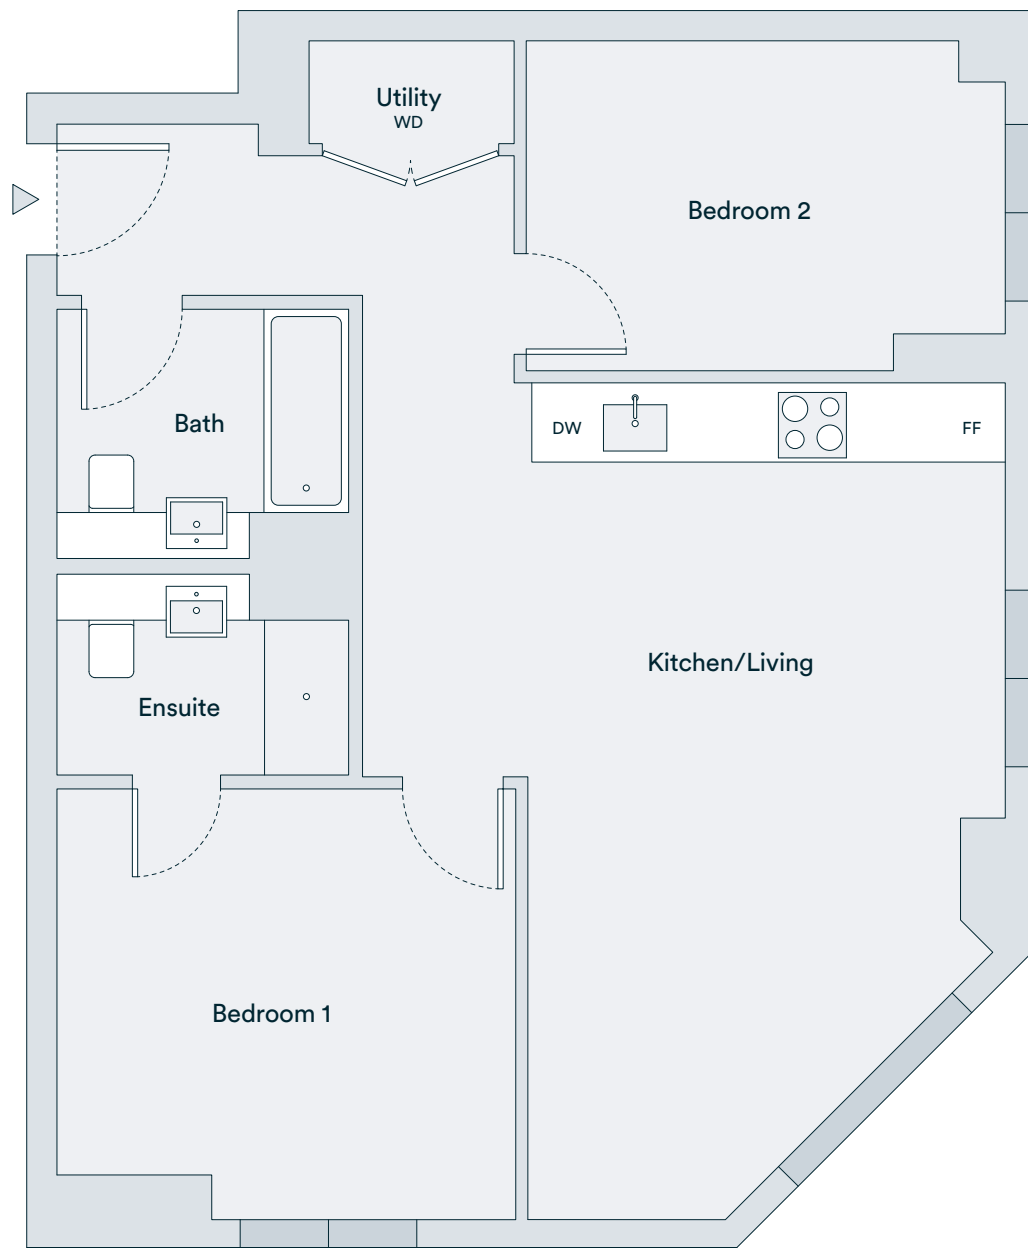 Utility
WD
Bedroom 2
Bath
DW
FF
Kitchen/Living
Ensuite
Bedroom 1